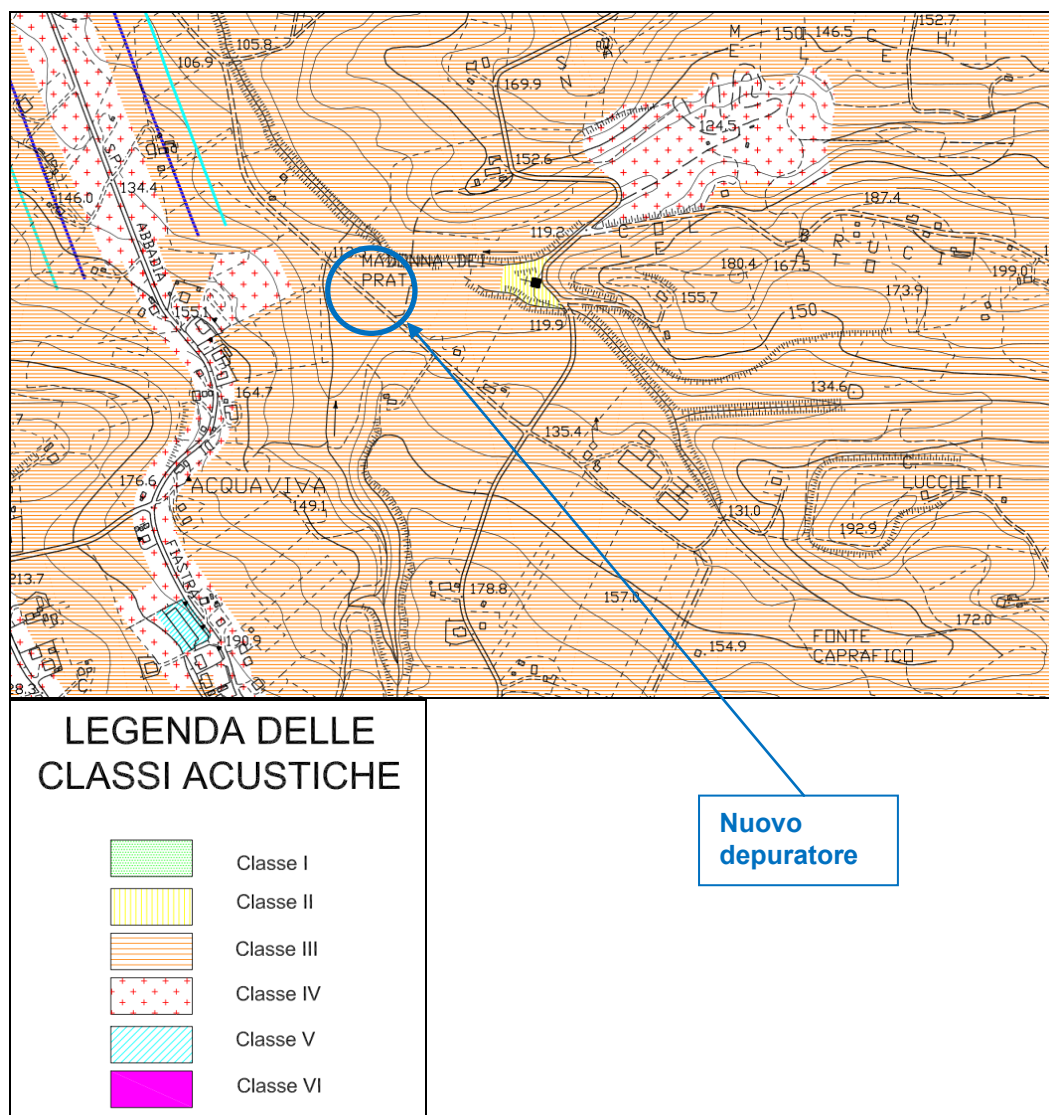 152.7
M E L I C E H
150
146.5
105.8
106.9
S N
169.9
124.5
152.6
S.P.
134.4
146.0
187.4
ABBADIA
119.2
COLLE
BRUCIATO
MADONNA DEI
PRATI
180.4
167.5
199.0
155.7
173.9
155.1
119.9
150
164.7
134.6
135.4
176.6
ACQUAVIVA
LUCCHETTI
149.1
131.0
192.9
FIASTRA
213.7
178.8
157.0
172.0
190.9
FONTE
CAPRAFICO
154.9
LEGENDA DELLE
CLASSI ACUSTICHE
Nuovo
depuratore
Classe I
Classe II
Classe III
Classe IV
Classe V
Classe VI